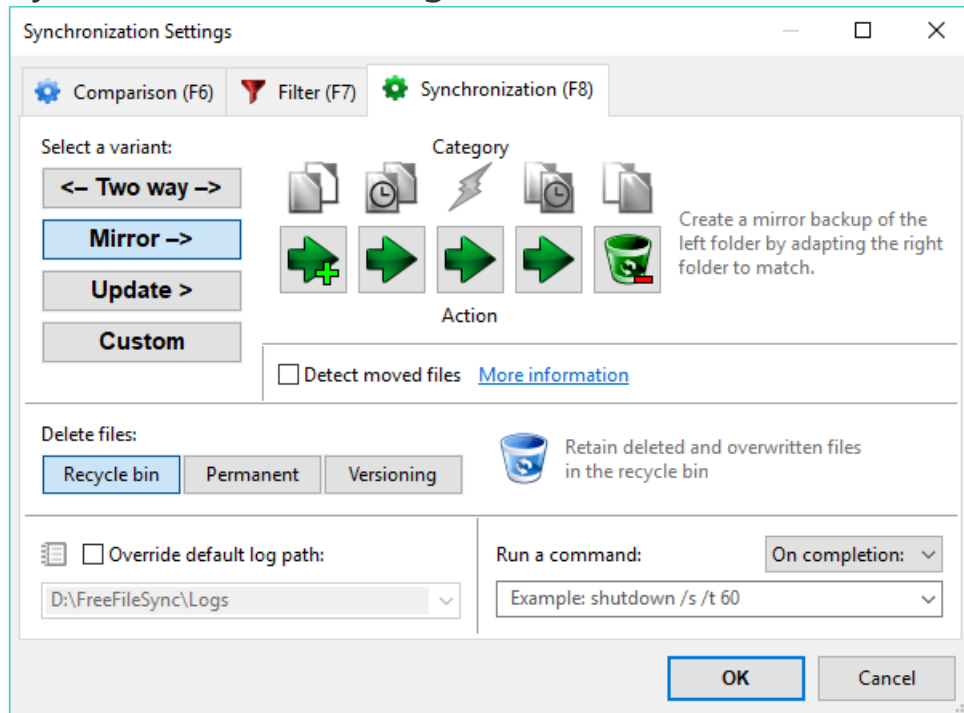 Synchronization Settings
Comparison (F6)
Filter (F7)
Synchronization (F8)
Select a variant:
Category
<– Two way –>
Mirror –>
Update >
Custom
Create a mirror backup of the
left folder by adapting the right
folder to match.
Action
Detect moved files
More information
Delete files:
Recycle bin
Permanent
Versioning
Retain deleted and overwritten files
in the recycle bin
Override default log path:
D:\FreeFileSync\Logs
Run a command:
On completion:
Example: shutdown /s /t 60
OK
Cancel